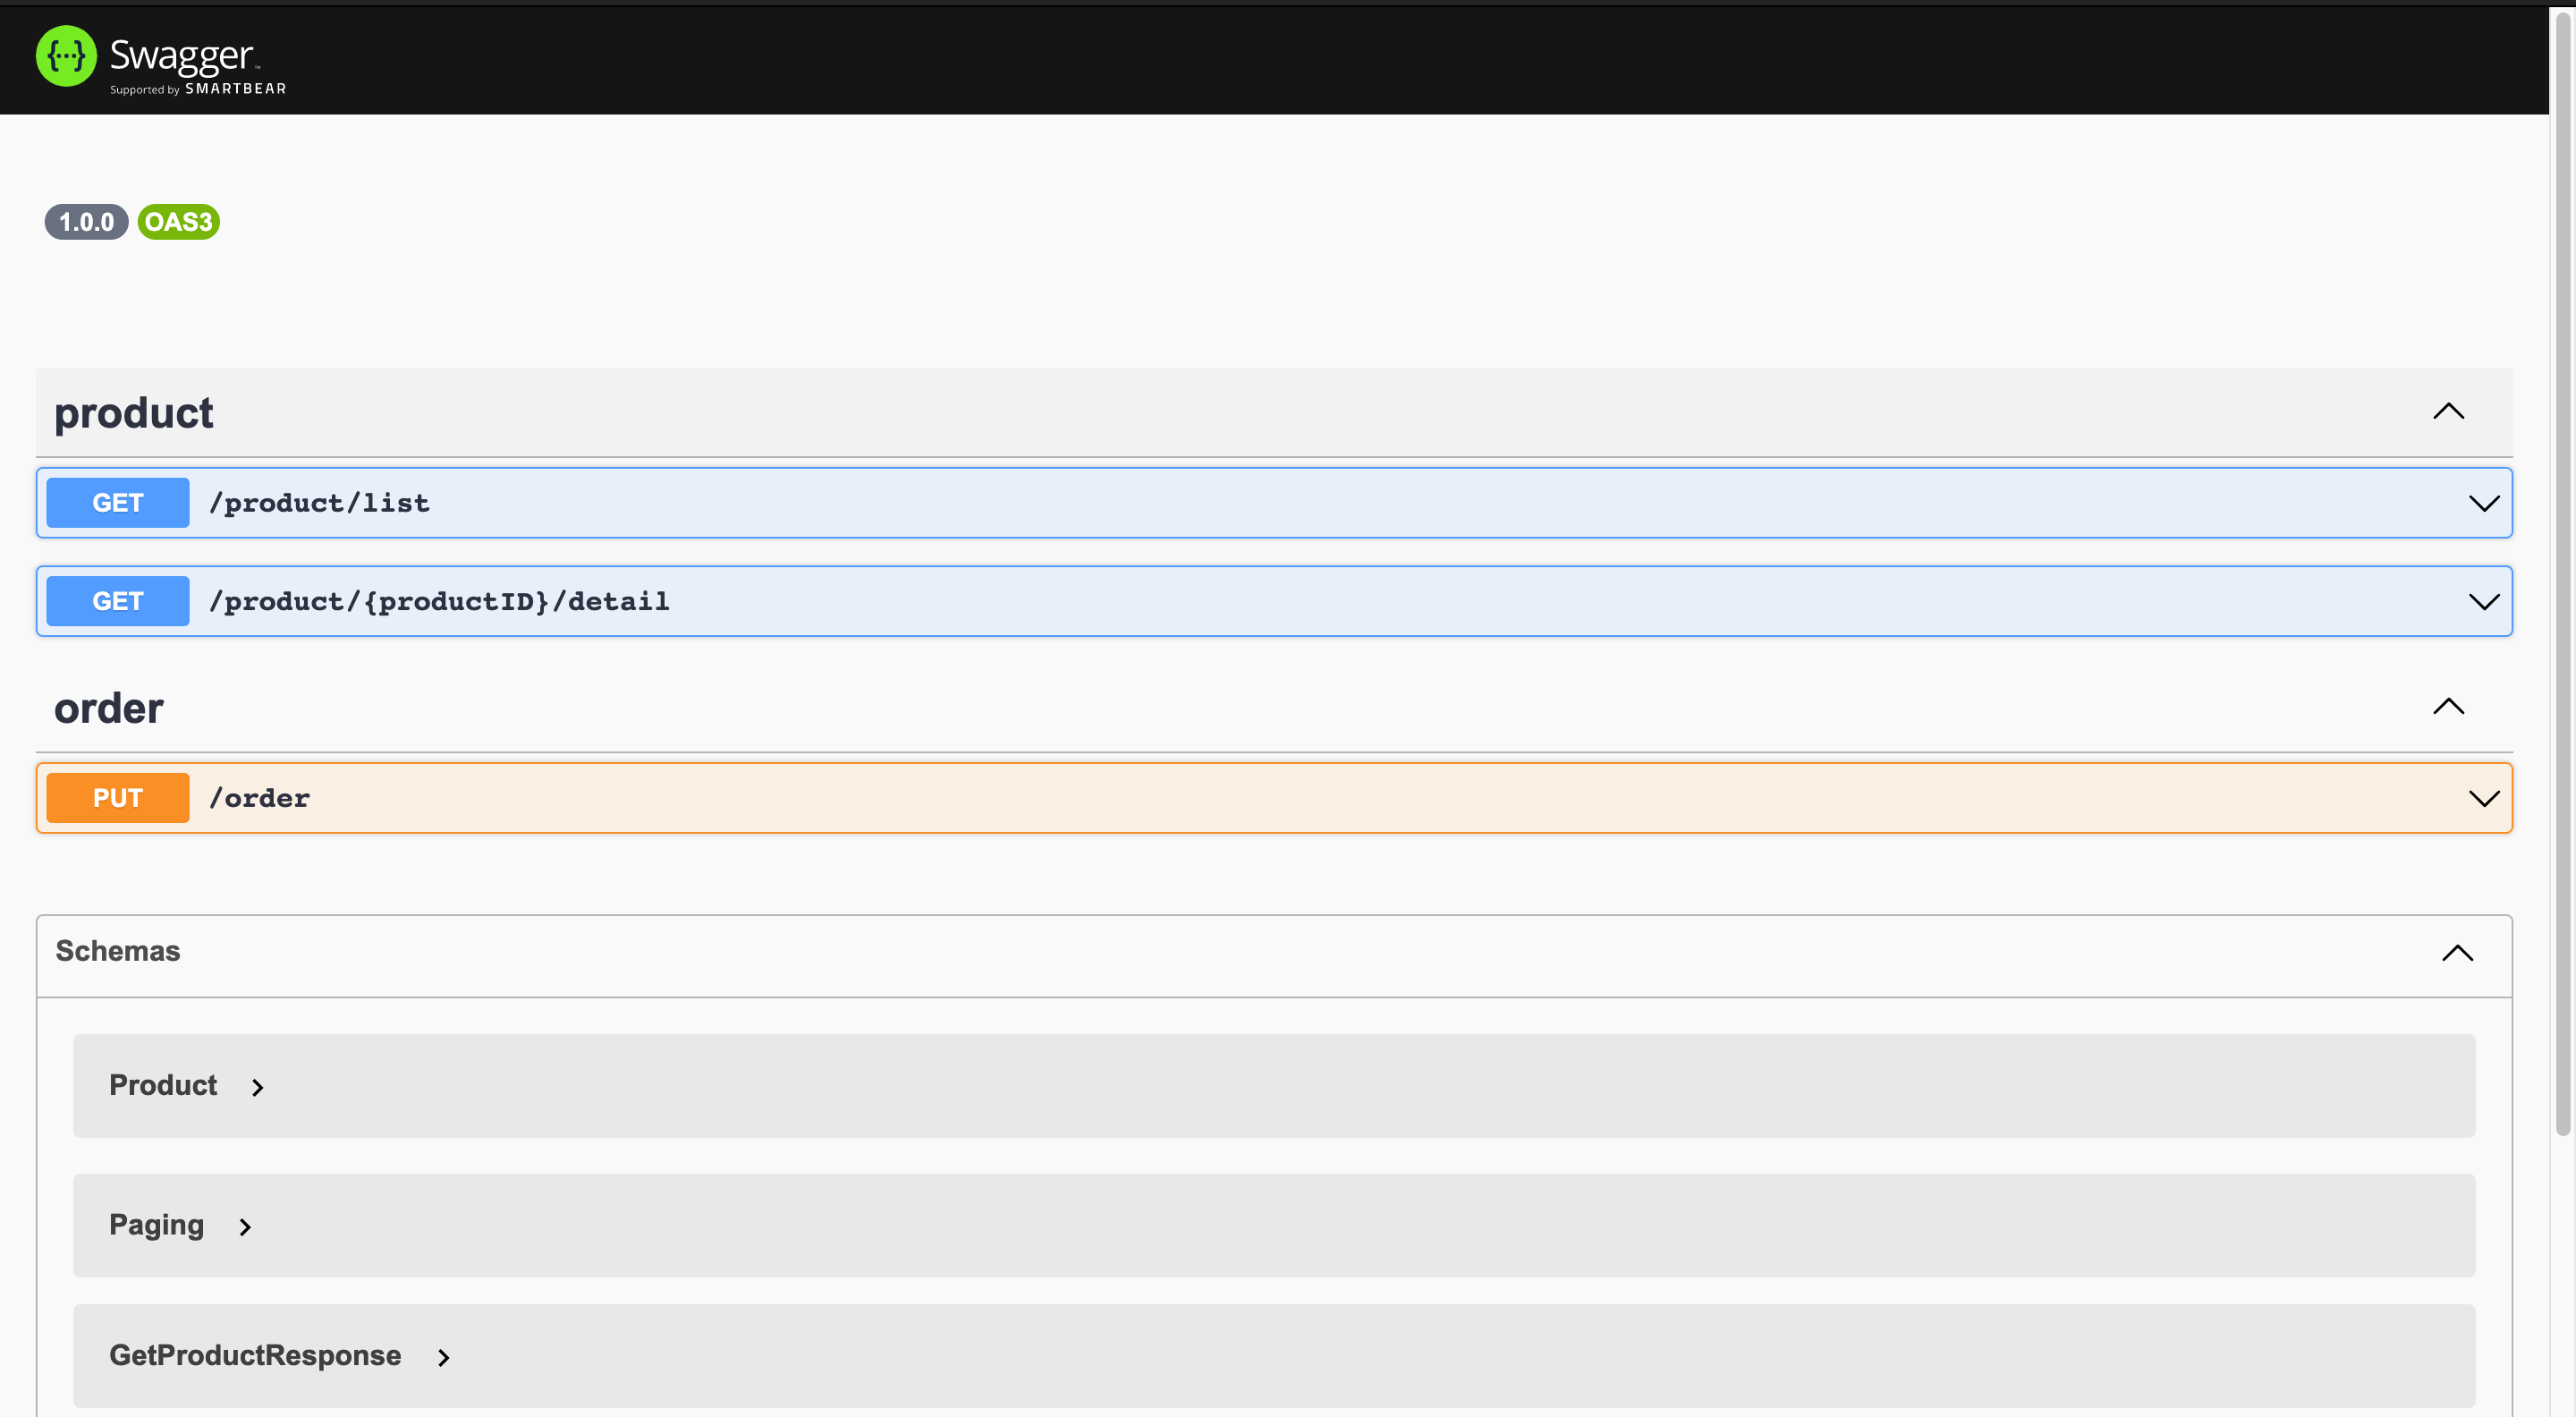 {···} Swagger™
Supported by SMARTBEAR
1.0.0 OAS3
product
GET /product/list
GET /product/{productID}/detail
order
PUT /order
Schemas
Product
Paging
GetProductResponse